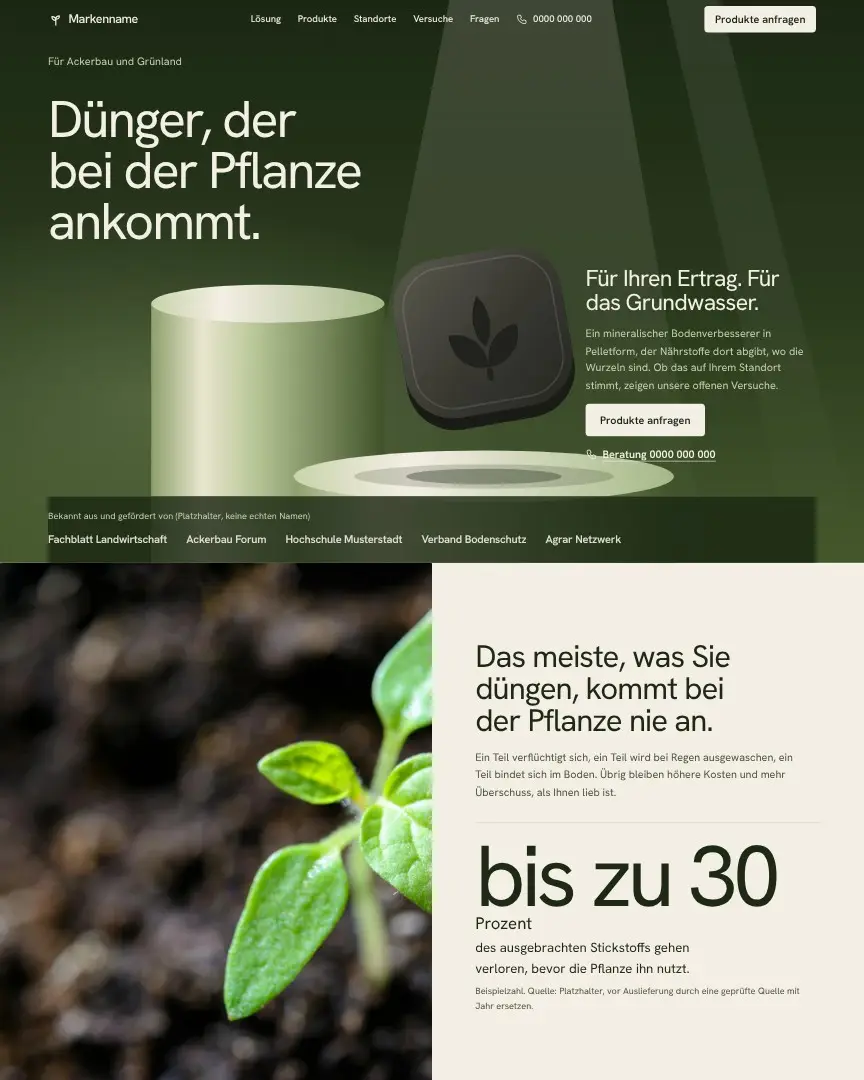 Markenname
Lösung Produkte Standorte Versuche Fragen 0000 000 000
Produkte anfragen
Für Ackerbau und Grünland
Dünger, der
bei der Pflanze
ankommt.
Für Ihren Ertrag. Für
das Grundwasser.
Ein mineralischer Bodenverbesserer in
Pelletform, der Nährstoffe dort abgibt, wo die
Wurzeln sind. Ob das auf Ihrem Standort
stimmt, zeigen unsere offenen Versuche.
Produkte anfragen
Beratung 0000 000 000
Bekannt aus und gefördert von (Platzhalter, keine echten Namen)
Fachblatt Landwirtschaft Ackerbau Forum Hochschule Musterstadt Verband Bodenschutz Agrar Netzwerk
Das meiste, was Sie
düngen, kommt bei
der Pflanze nie an.
Ein Teil verflüchtigt sich, ein Teil wird bei Regen ausgewaschen, ein
Teil bindet sich im Boden. Übrig bleiben höhere Kosten und mehr
Überschuss, als Ihnen lieb ist.
bis zu 30
Prozent
des ausgebrachten Stickstoffs gehen
verloren, bevor die Pflanze ihn nutzt.
Beispielzahl. Quelle: Platzhalter, vor Auslieferung durch eine geprüfte Quelle mit
Jahr ersetzen.